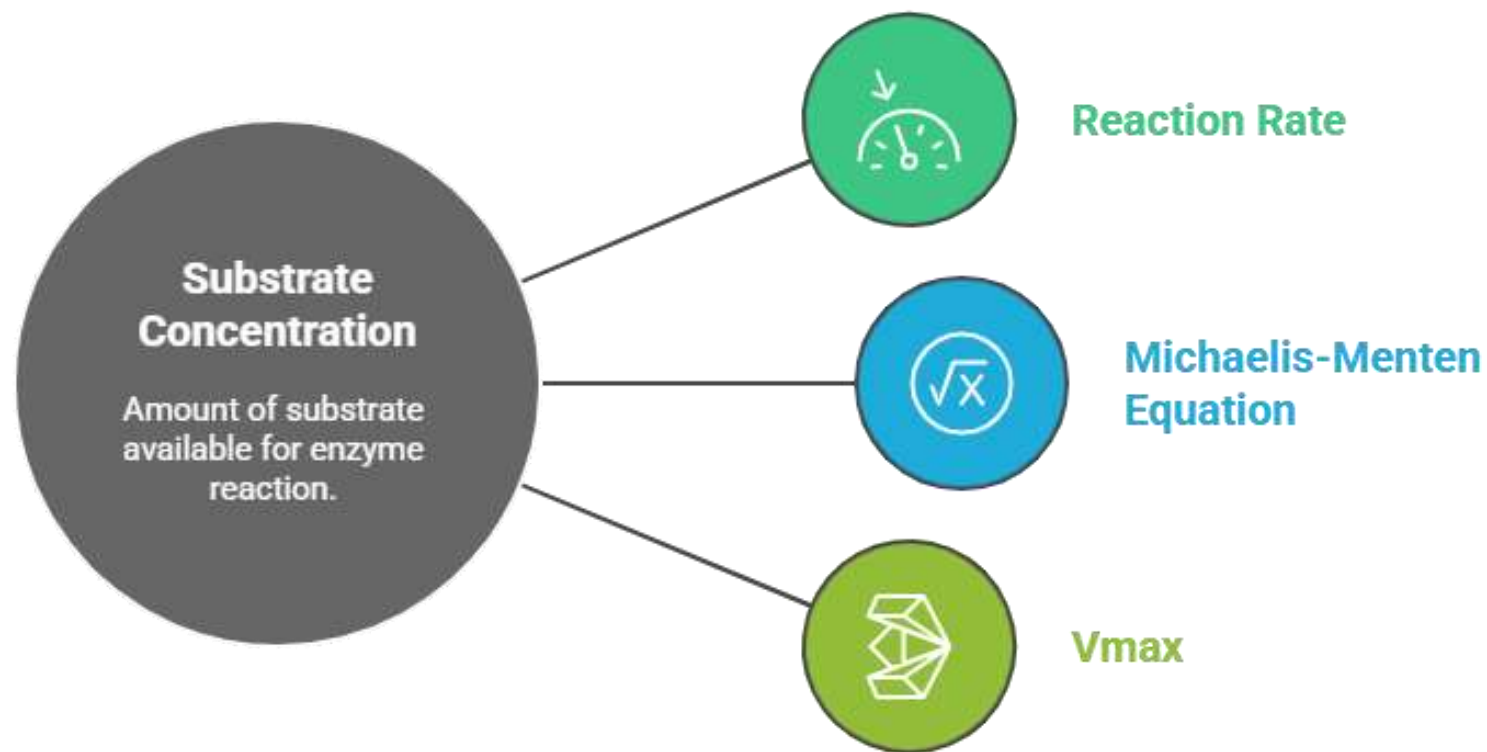 Substrate
Concentration
Amount of substrate
available for enzyme
reaction.
Reaction Rate
√x
Michaelis-Menten
Equation
Vmax